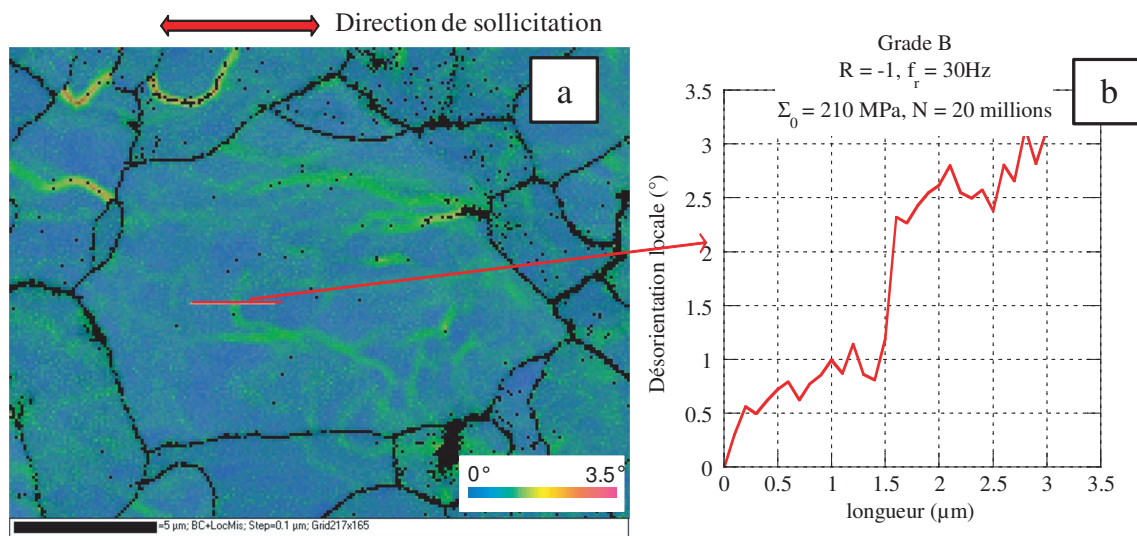 Direction de sollicitation
a
0° 3.5°
=5 µm; BC+LocMis; Step=0.1 µm; Grid217x165
Grade B
R = -1, f_r = 30Hz
b
Σ_0 = 210 MPa, N = 20 millions
Désorientation locale (°)
3.5
3
2.5
2
1.5
1
0.5
0
0 0.5 1 1.5 2 2.5 3 3.5
longueur (µm)